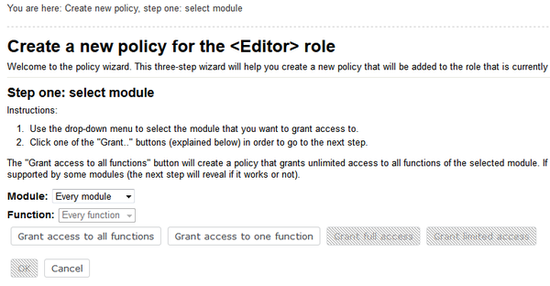 You are here: Create new policy, step one: select module
Create a new policy for the <Editor> role
Welcome to the policy wizard. This three-step wizard will help you create a new policy that will be added to the role that is currently
Step one: select module
Instructions:
1. Use the drop-down menu to select the module that you want to grant access to.
2. Click one of the "Grant.." buttons (explained below) in order to go to the next step.
The "Grant access to all functions" button will create a policy that grants unlimited access to all functions of the selected module. If
supported by some modules (the next step will reveal if it works or not).
Module: Every module
Function: Every function
Grant access to all functions Grant access to one function Grant full access Grant limited access
OK Cancel